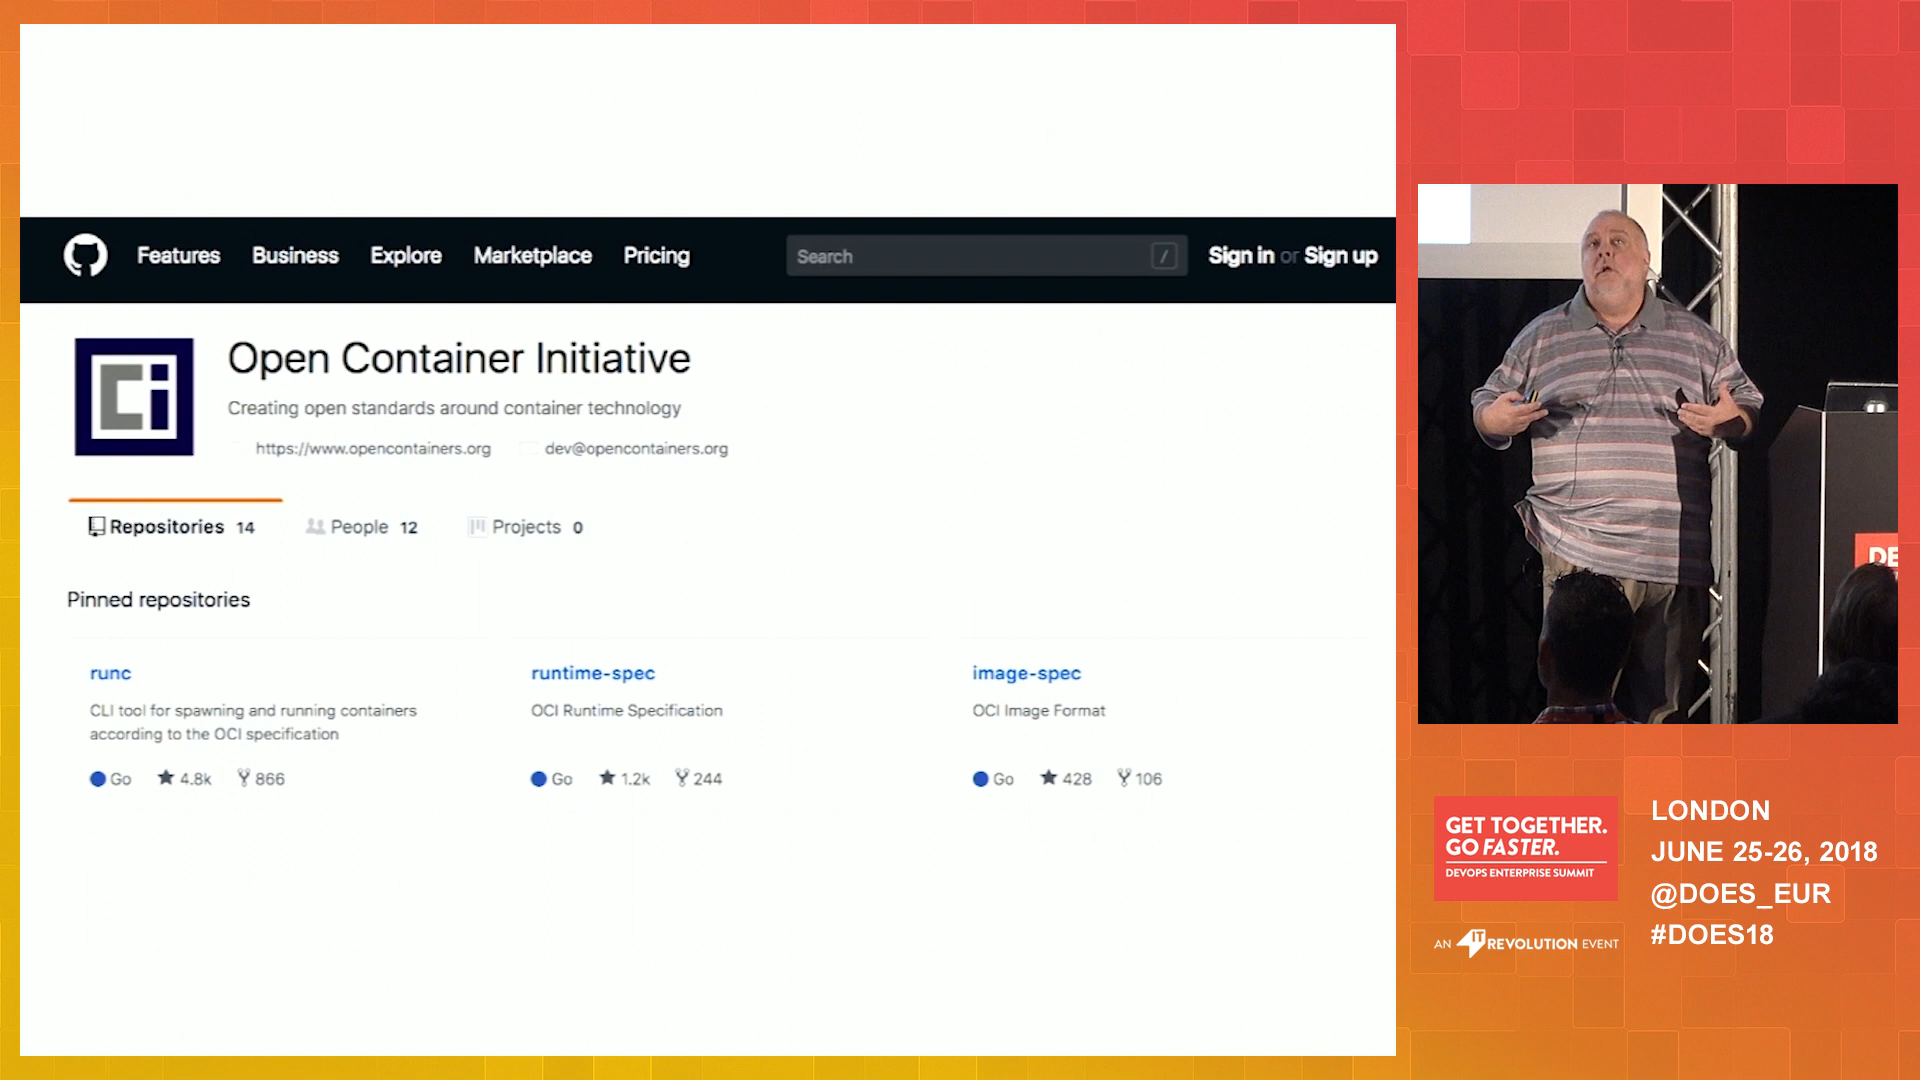 Features Business Explore Marketplace Pricing Search / Sign in or Sign up
Ci
Open Container Initiative
Creating open standards around container technology
https://www.opencontainers.org dev@opencontainers.org
Repositories 14 People 12 Projects 0
Pinned repositories
runc
CLI tool for spawning and running containers
according to the OCI specification
Go 4.8k 866
runtime-spec
OCI Runtime Specification
Go 1.2k 244
image-spec
OCI Image Format
Go 428 106
DE
GET TOGETHER.
GO FASTER.
DEVOPS ENTERPRISE SUMMIT
AN IT REVOLUTION EVENT
LONDON
JUNE 25-26, 2018
@DOES_EUR
#DOES18